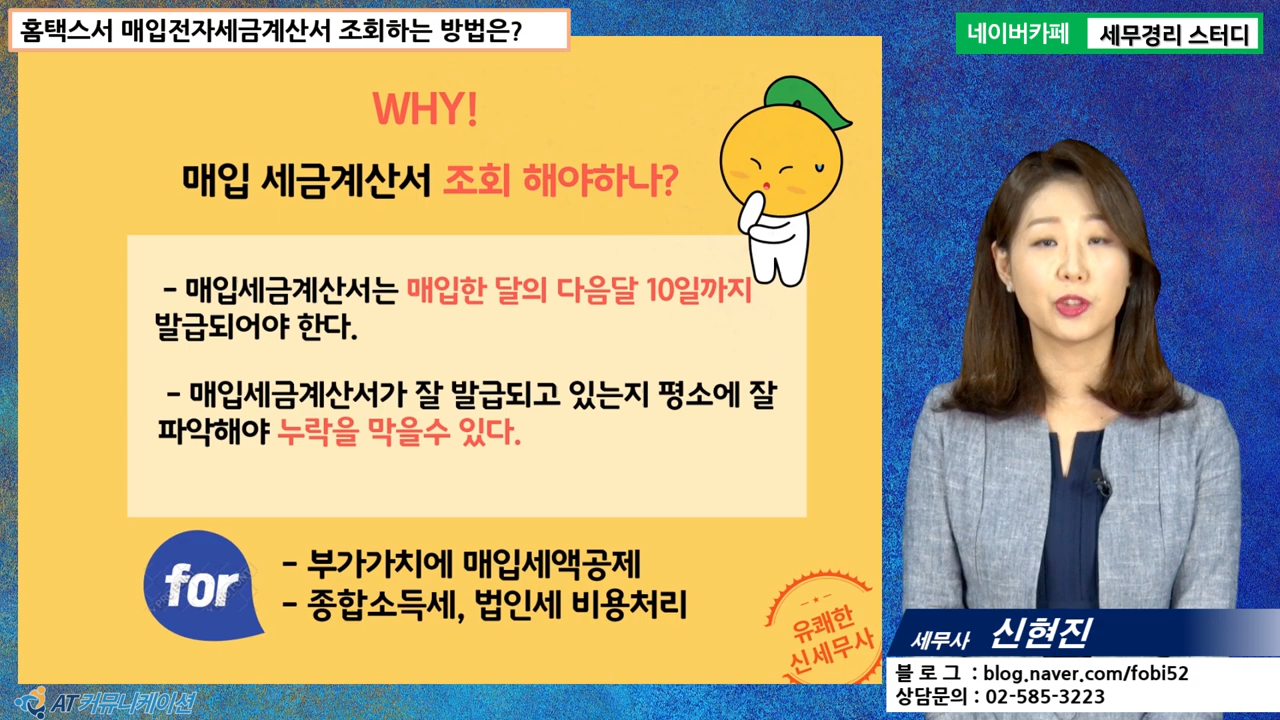 홈택스서 매입전자세금계산서 조회하는 방법은?
네이버카페 세무경리 스터디
WHY!
매입 세금계산서 조회 해야하나?
- 매입세금계산서는 매입한 달의 다음달 10일까지
발급되어야 한다.
- 매입세금계산서가 잘 발급되고 있는지 평소에 잘
파악해야 누락을 막을수 있다.
for
- 부가가치에 매입세액공제
- 종합소득세, 법인세 비용처리
유쾌한
신세무사
세무사 신현진
블로그 : blog.naver.com/fobi52
상담문의 : 02-585-3223
AT커뮤니케이션